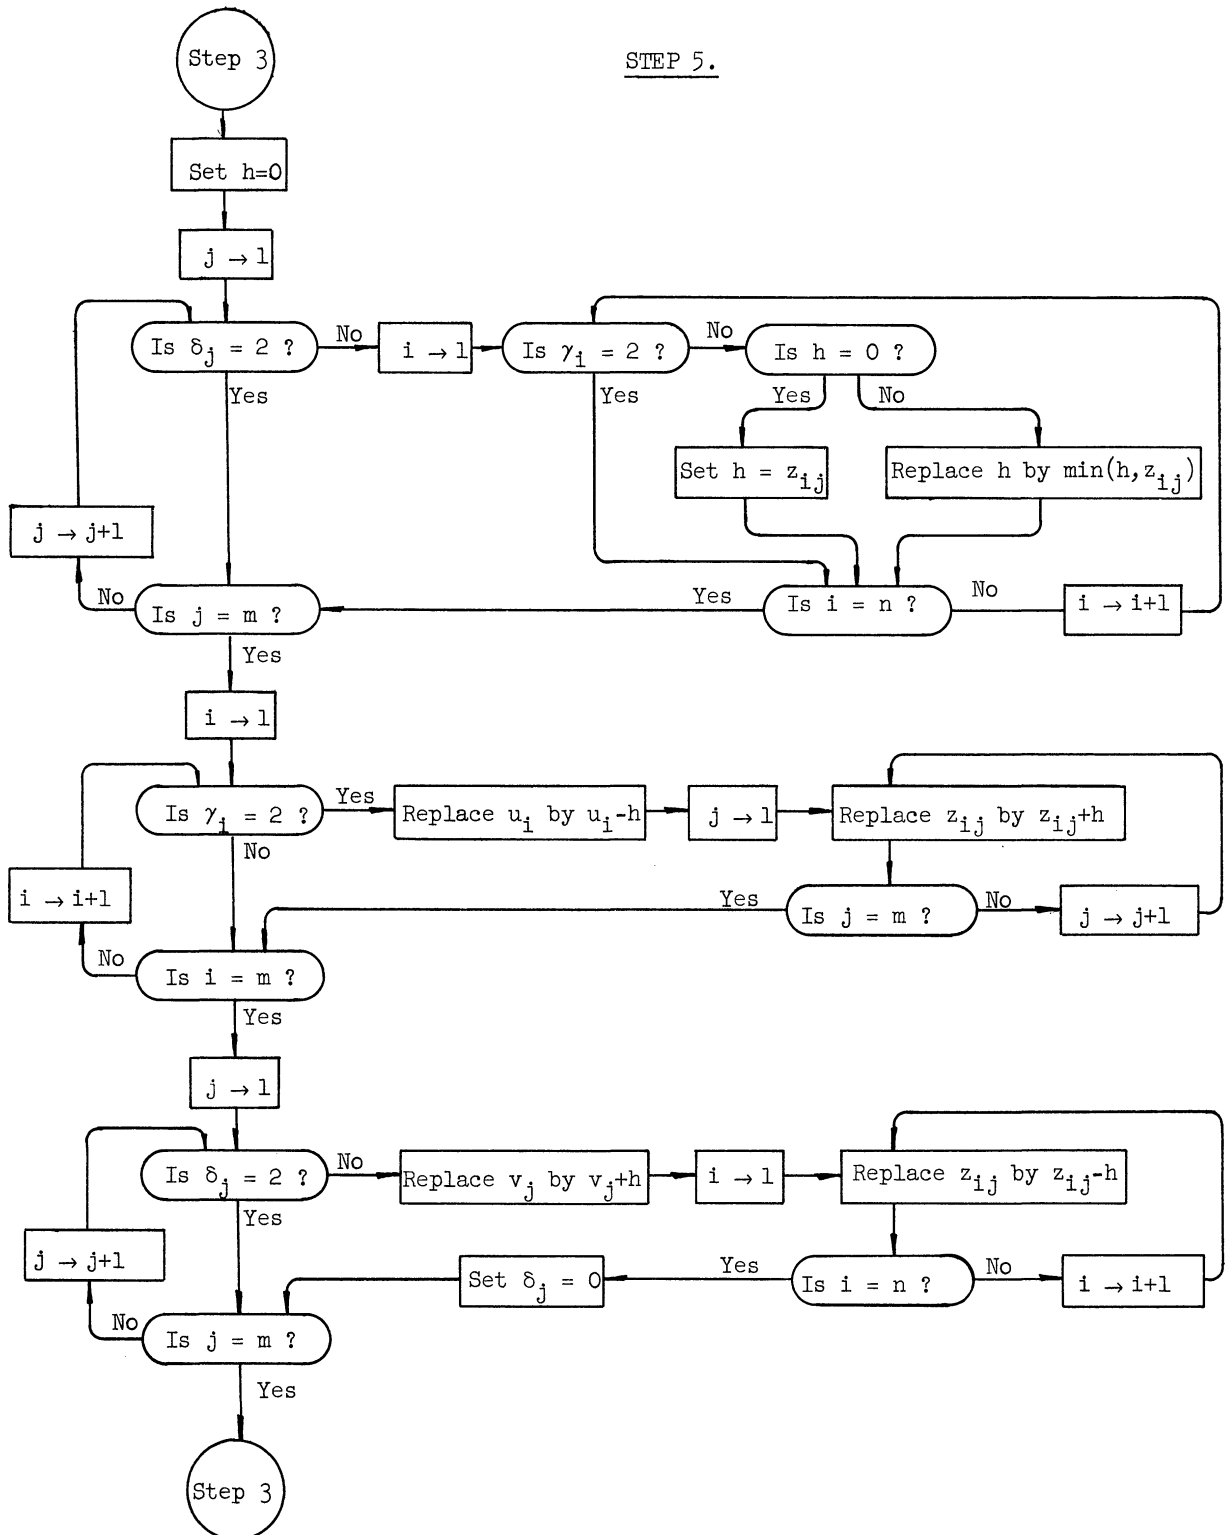 Step 3
STEP 5.
Set h=0
j → 1
Is δj = 2 ?
No
i → 1
Is γi = 2 ?
No
Is h = 0 ?
Yes
Yes
Yes
No
Set h = zij
Replace h by min(h,zij)
j → j+1
No
Is j = m ?
Yes
Is i = n ?
No
i → i+1
Yes
i → 1
Is γi = 2 ?
Yes
Replace ui by ui-h
j → 1
Replace zij by zij+h
No
i → i+1
Yes
Is j = m ?
No
j → j+1
No
Is i = m ?
Yes
j → 1
Is δj = 2 ?
No
Replace vj by vj+h
i → 1
Replace zij by zij-h
Yes
j → j+1
Set δj = 0
Yes
Is i = n ?
No
i → i+1
No
Is j = m ?
Yes
Step 3